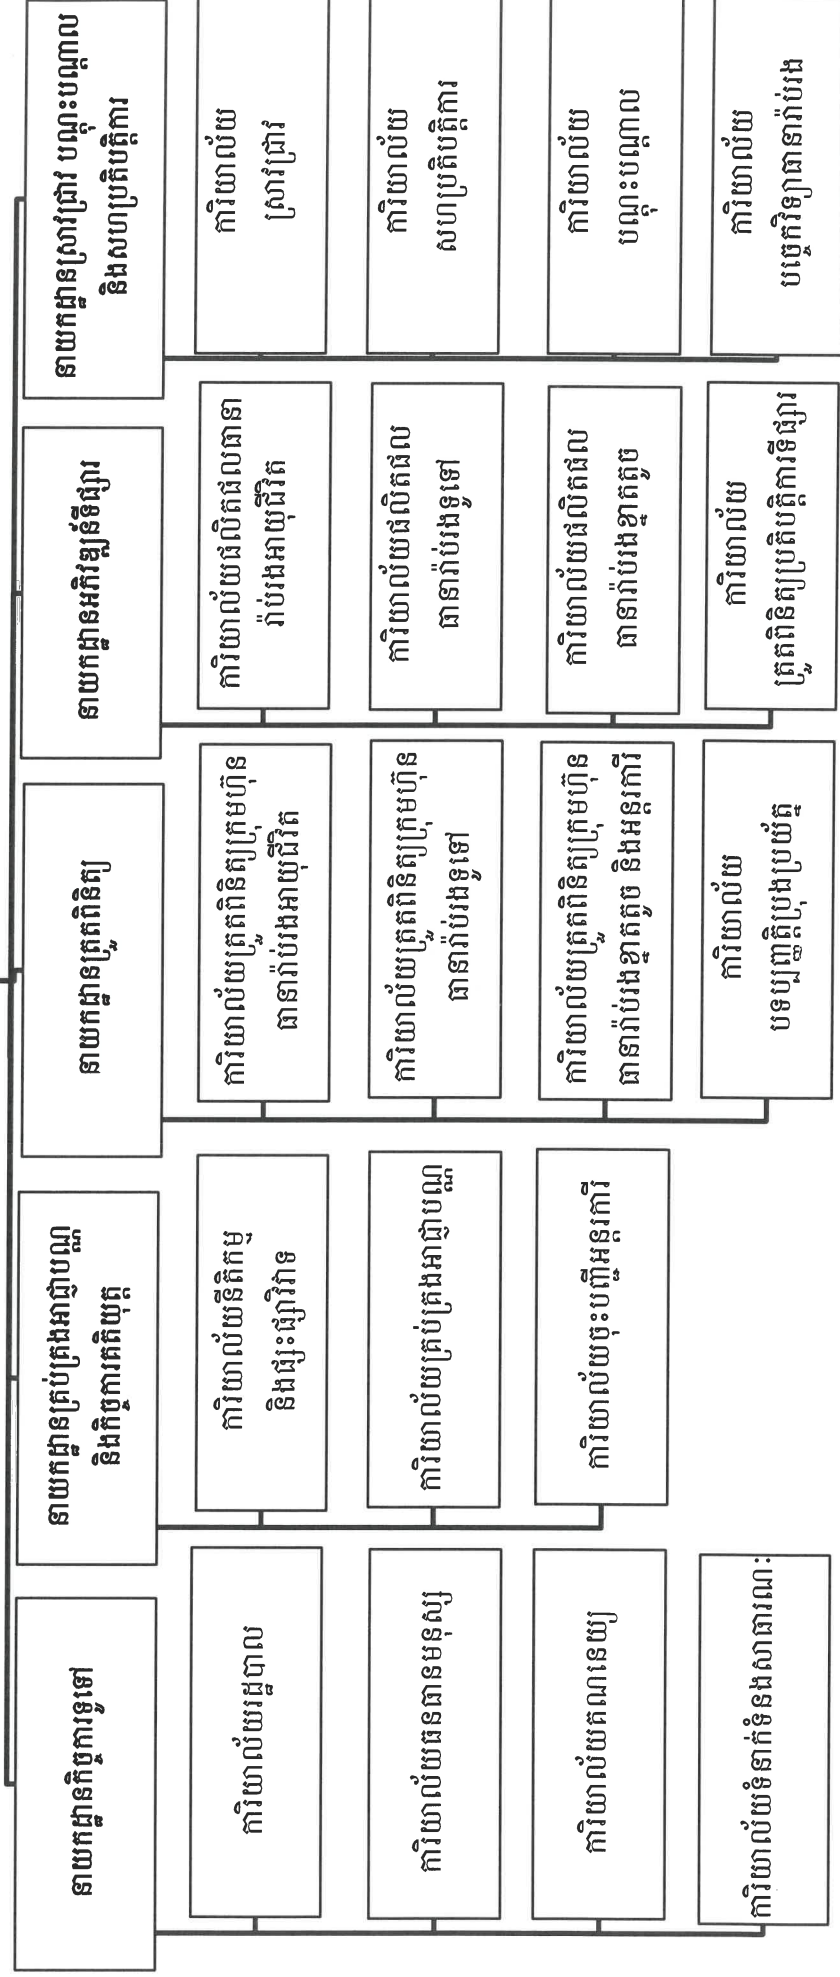 នាយកដ្ឋានកិច្ចការទូទៅ
ការិយាល័យរដ្ឋបាល
ការិយាល័យធនធានមនុស្ស
ការិយាល័យគណនេយ្យ
ការិយាល័យទំនាក់ទំនងសាធារណៈ
នាយកដ្ឋានគ្រប់គ្រងអាជ្ញាបណ្ណ
និងកិច្ចការគតិយុត្ត
ការិយាល័យនីតិកម្ម
និងផ្សះផ្សាវិវាទ
ការិយាល័យគ្រប់គ្រងអាជ្ញាបណ្ណ
ការិយាល័យចុះបញ្ជីអន្តរការី
នាយកដ្ឋានត្រួតពិនិត្យ
ការិយាល័យត្រួតពិនិត្យក្រុមហ៊ុន
ធានារ៉ាប់រងអាយុជីវិត
ការិយាល័យត្រួតពិនិត្យក្រុមហ៊ុន
ធានារ៉ាប់រងទូទៅ
ការិយាល័យត្រួតពិនិត្យក្រុមហ៊ុន
ធានារ៉ាប់រងខ្នាតតូច និងអន្តរការី
ការិយាល័យ
បទប្បញ្ញត្តិប្រុងប្រយ័ត្ន
នាយកដ្ឋានអភិវឌ្ឍន៍ទីផ្សារ
ការិយាល័យផលិតផលធានា
រ៉ាប់រងអាយុជីវិត
ការិយាល័យផលិតផល
ធានារ៉ាប់រងទូទៅ
ការិយាល័យផលិតផល
ធានារ៉ាប់រងខ្នាតតូច
ការិយាល័យ
ត្រួតពិនិត្យប្រតិបត្តិការទីផ្សារ
នាយកដ្ឋានស្រាវជ្រាវ បណ្តុះបណ្តាល
និងសហប្រតិបត្តិការ
ការិយាល័យ
ស្រាវជ្រាវ
ការិយាល័យ
សហប្រតិបត្តិការ
ការិយាល័យ
បណ្តុះបណ្តាល
ការិយាល័យ
បច្ចេកវិទ្យាធានារ៉ាប់រង